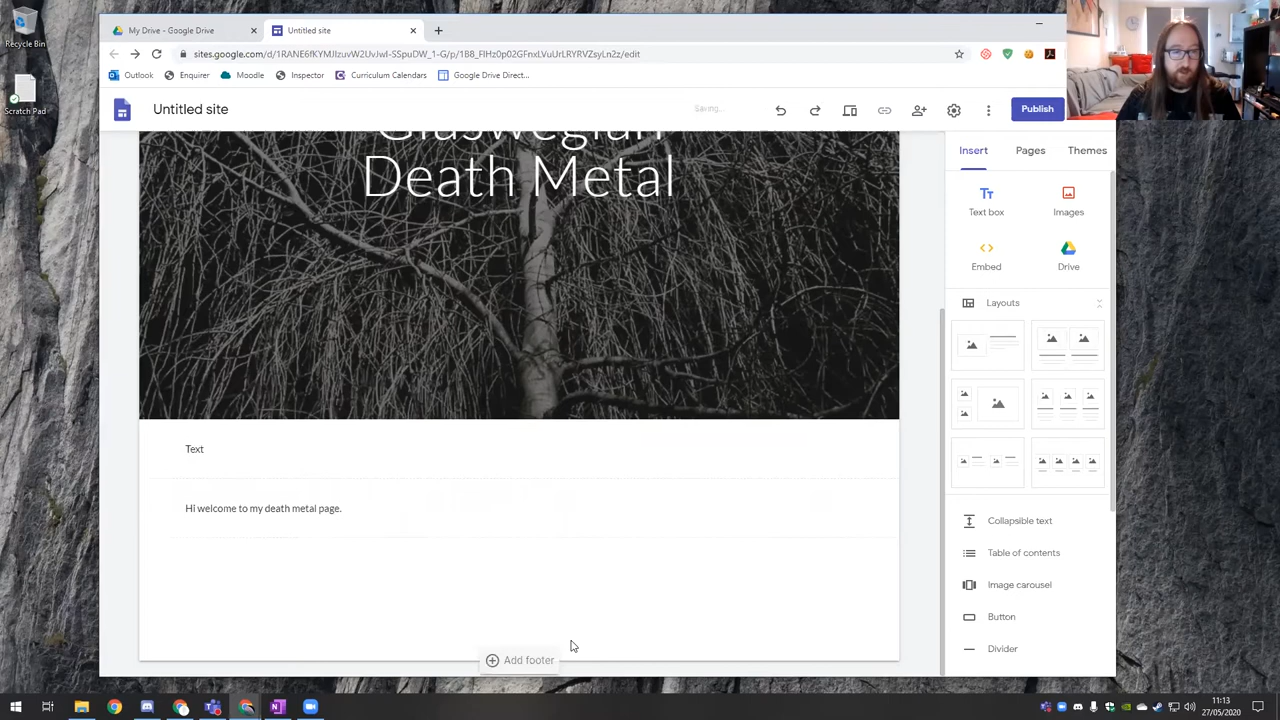 My Drive - Google Drive
Untitled site
Recycle Bin
sites.google.com/d/1RANE6fKYMJlzuvW2UvJwI-SSpuDW_1-G/p/1B8_FIHz0p02GFnxLVuUrLRYRVZsyLn2z/edit
Outlook
Enquirer
Moodle
Inspector
Curriculum Calendars
Google Drive Direct...
Scratch Pad
Untitled site
Saving...
Publish
Glaswegian
Death Metal
Insert
Pages
Themes
Text box
Images
Embed
Drive
Layouts
Text
Hi welcome to my death metal page.
Collapsible text
Table of contents
Image carousel
Button
Divider
Add footer
11:13
27/05/2020